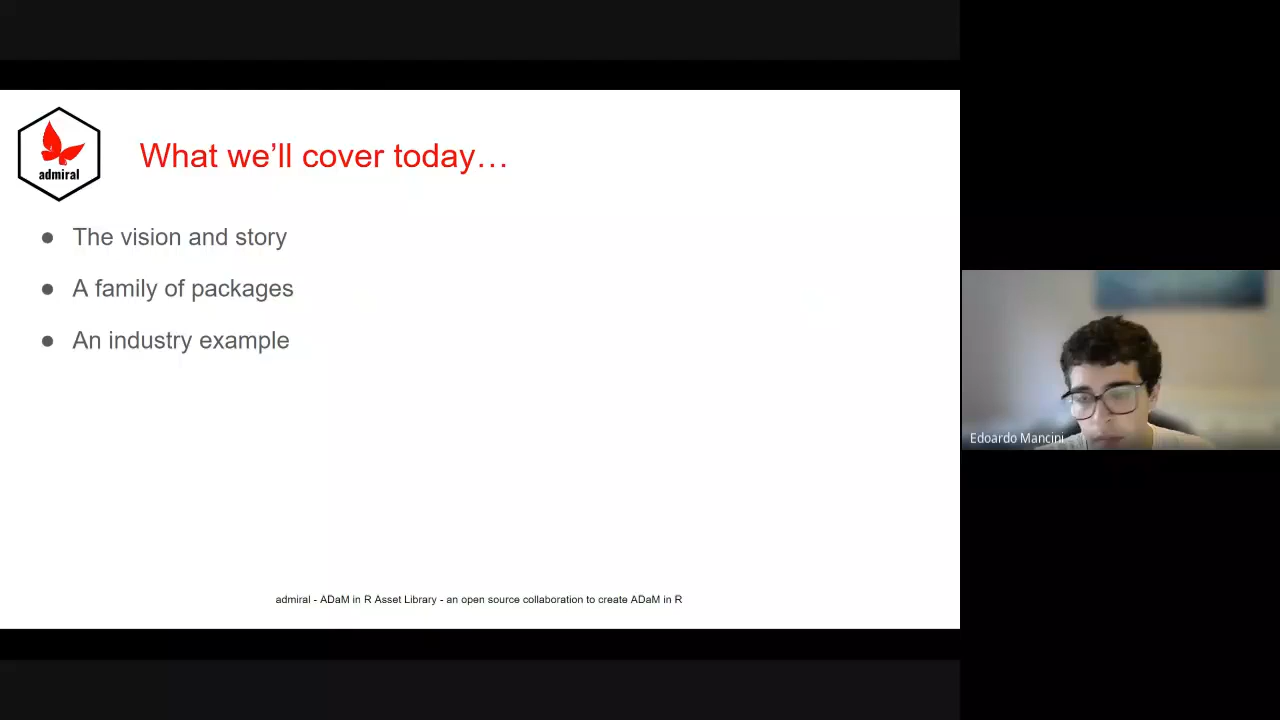 admiral
What we’ll cover today…
● The vision and story
● A family of packages
● An industry example
admiral - ADaM in R Asset Library - an open source collaboration to create ADaM in R
Edoardo Mancini